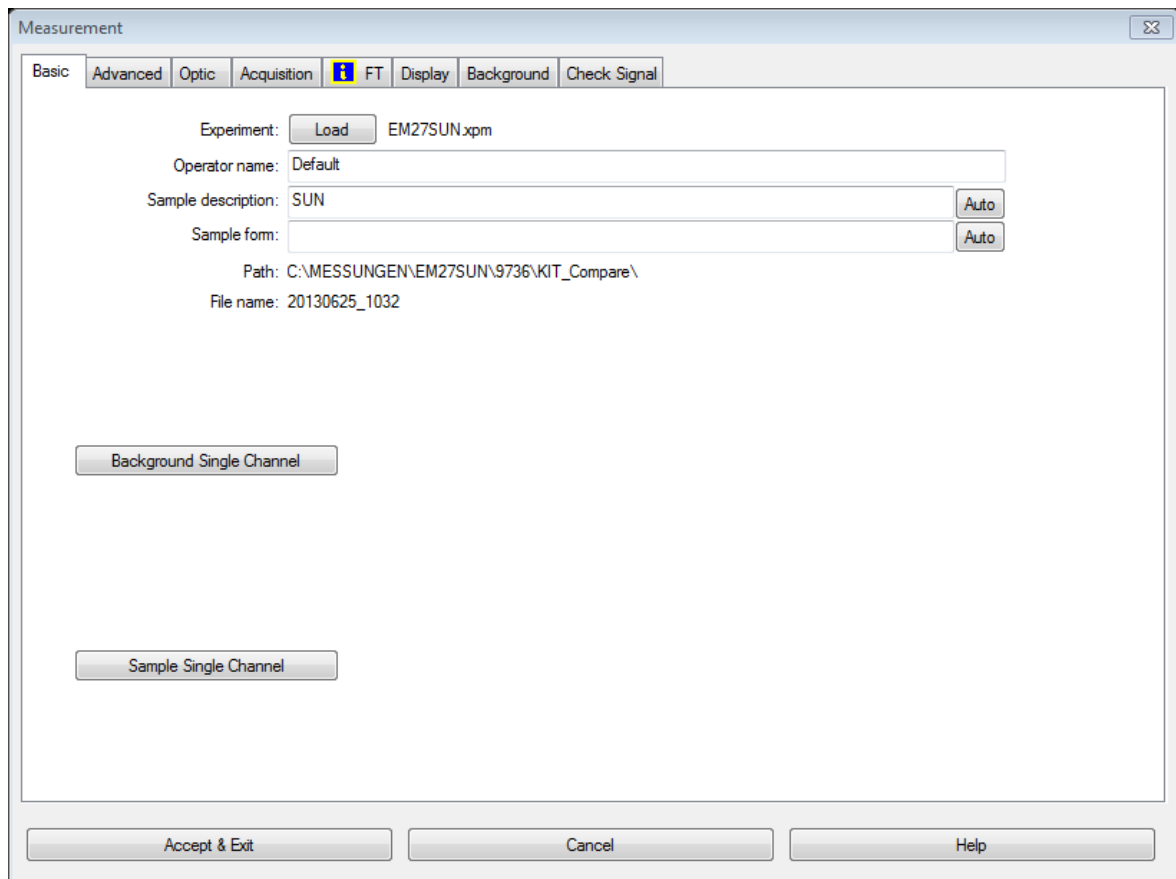 Measurement
Basic Advanced Optic Acquisition i FT Display Background Check Signal
Experiment: Load EM27SUN.xpm
Operator name: Default
Sample description: SUN Auto
Sample form: Auto
Path: C:\MESSUNGEN\EM27SUN\9736\KIT_Compare\
File name: 20130625_1032
Background Single Channel
Sample Single Channel
Accept & Exit Cancel Help